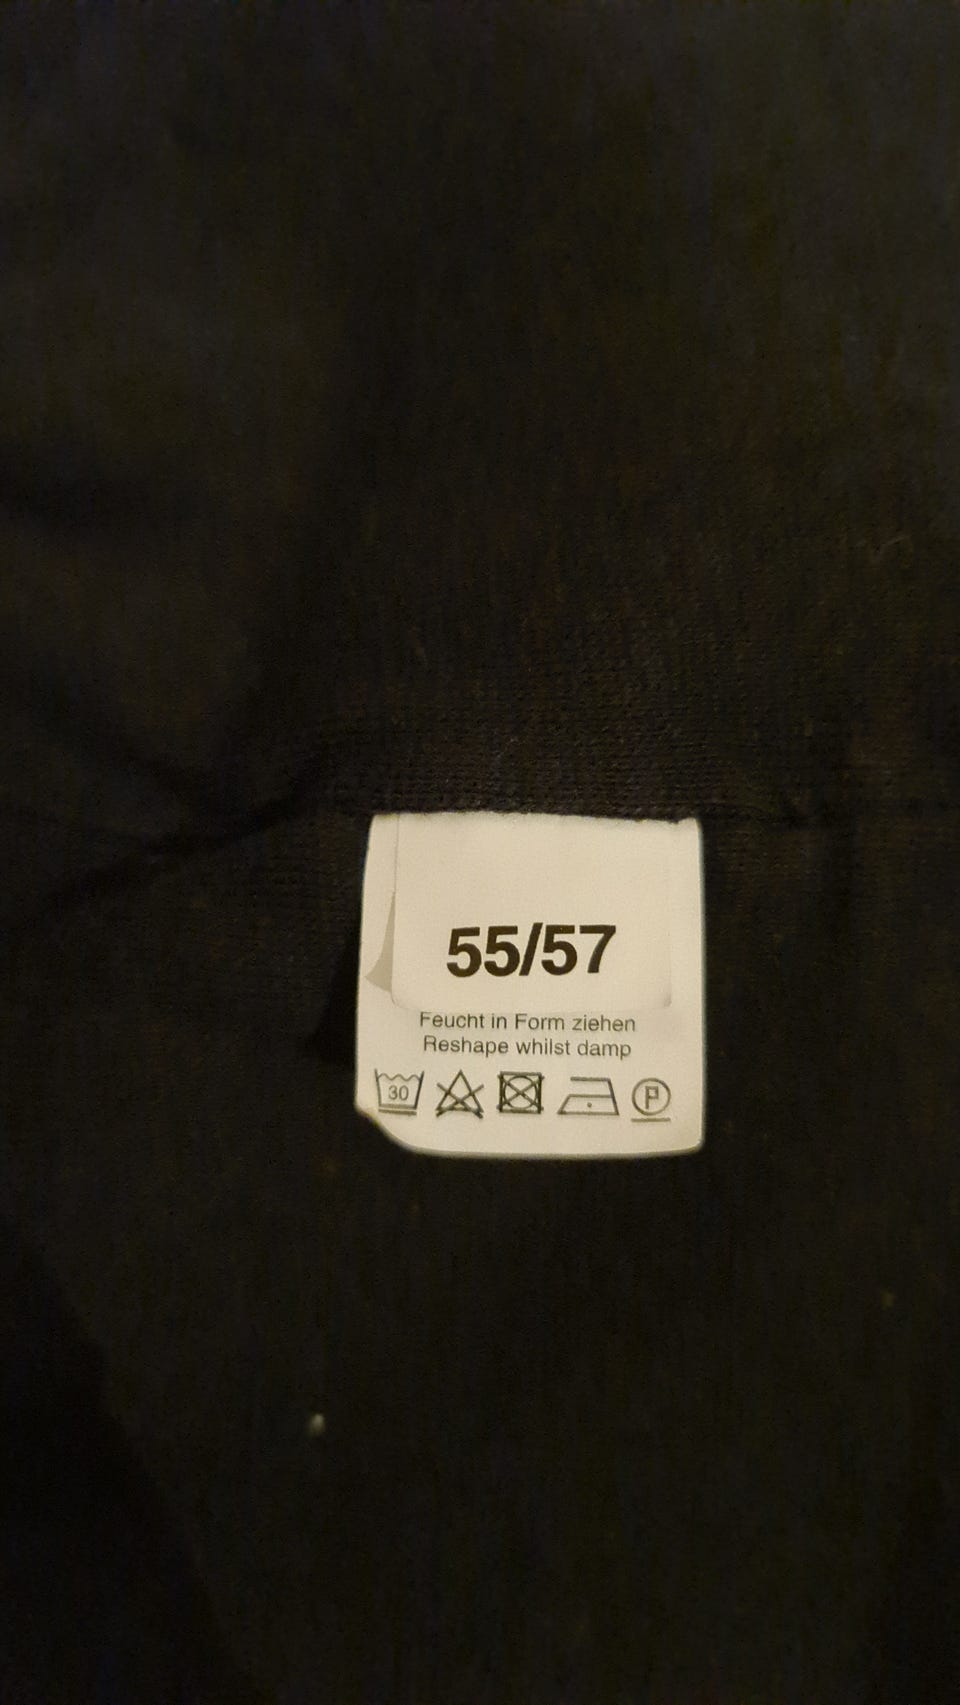 55/57
Feucht in Form ziehen
Reshape whilst damp
30
P